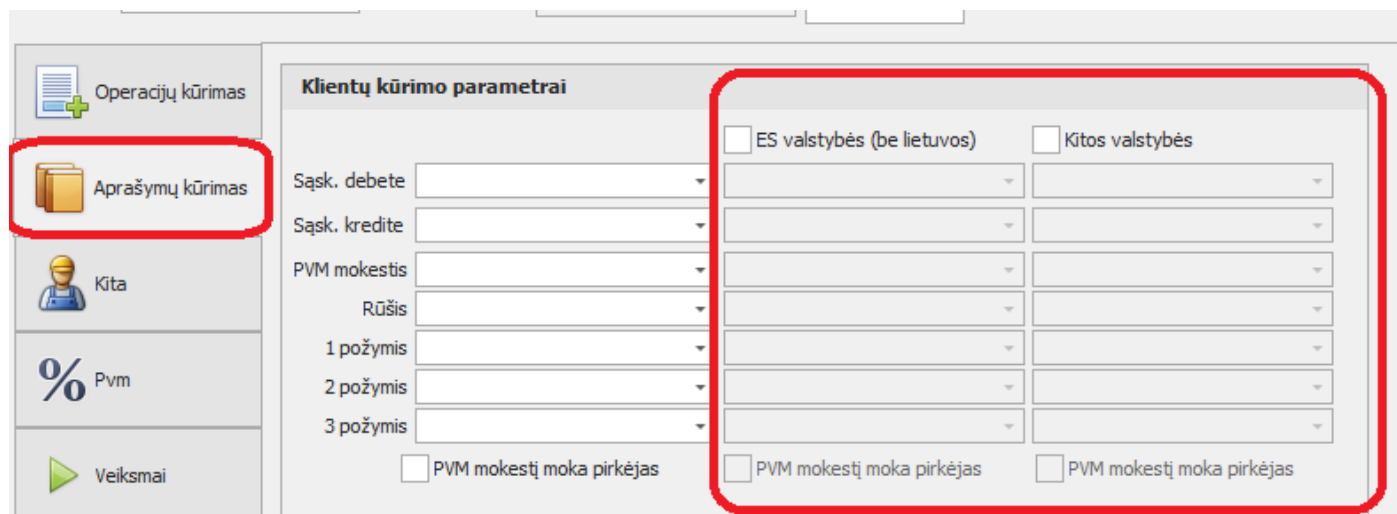 Operacijų kūrimas
Aprašymų kūrimas
Kita
% Pvm
Veiksmai
Klientų kūrimo parametrai
ES valstybės (be lietuvos) Kitos valstybės
Sąsk. debete
Sąsk. kredite
PVM mokestis
Rūšis
1 požymis
2 požymis
3 požymis
PVM mokestį moka pirkėjas PVM mokestį moka pirkėjas PVM mokestį moka pirkėjas